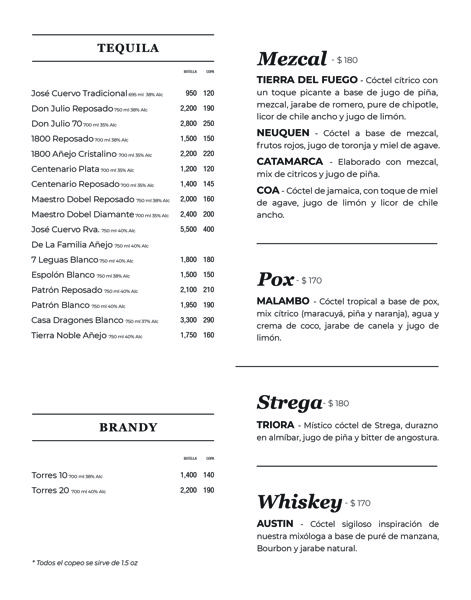 TEQUILA
BOTELLA COPA
José Cuervo Tradicional 695 ml 38% Alc 950 120
Don Julio Reposado 750 ml 38% Alc 2,200 190
Don Julio 70 700 ml 35% Alc 2,800 250
1800 Reposado 700 ml 38% Alc 1,500 150
1800 Añejo Cristalino 700 ml 35% Alc 2,200 220
Centenario Plata 700 ml 35% Alc 1,200 120
Centenario Reposado 700 ml 35% Alc 1,400 145
Maestro Dobel Reposado 750 ml 38% Alc 2,000 160
Maestro Dobel Diamante 700 ml 35% Alc 2,400 200
José Cuervo Rva. 750 ml 40% Alc 5,500 400
De La Familia Añejo 750 ml 40% Alc
7 Leguas Blanco 750 ml 40% Alc 1,800 180
Espolón Blanco 750 ml 38% Alc 1,500 150
Patrón Reposado 750 ml 40% Alc 2,100 210
Patrón Blanco 750 ml 40% Alc 1,950 190
Casa Dragones Blanco 750 ml 37% Alc 3,300 290
Tierra Noble Añejo 750 ml 40% Alc 1,750 160
BRANDY
BOTELLA COPA
Torres 10 700 ml 38% Alc 1,400 140
Torres 20 700 ml 40% Alc 2,200 190
* Todos el copeo se sirve de 1.5 oz
Mezcal - $ 180
TIERRA DEL FUEGO - Cóctel cítrico con
un toque picante a base de jugo de piña,
mezcal, jarabe de romero, pure de chipotle,
licor de chile ancho y jugo de limón.
NEUQUEN - Cóctel a base de mezcal,
frutos rojos, jugo de toronja y miel de agave.
CATAMARCA - Elaborado con mezcal,
mix de citricos y jugo de piña.
COA - Cóctel de jamaica, con toque de miel
de agave, jugo de limón y licor de chile
ancho.
Pox - $ 170
MALAMBO - Cóctel tropical a base de pox,
mix cítrico (maracuyá, piña y naranja), agua y
crema de coco, jarabe de canela y jugo de
limón.
Strega - $ 180
TRIORA - Místico cóctel de Strega, durazno
en almíbar, jugo de piña y bitter de angostura.
Whiskey - $ 170
AUSTIN - Cóctel sigiloso inspiración de
nuestra mixóloga a base de puré de manzana,
Bourbon y jarabe natural.